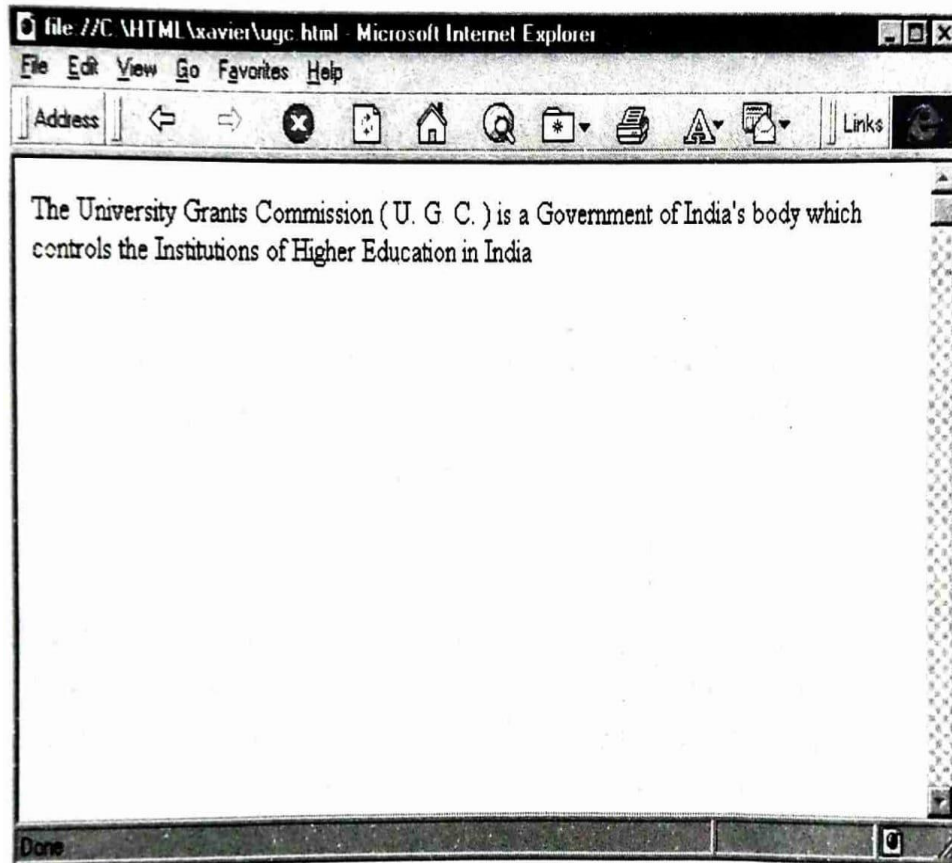 file://C:\HTML\xavier\ugc.html - Microsoft Internet Explorer
File Edit View Go Favorites Help
Address Links
The University Grants Commission ( U. G. C. ) is a Government of India's body which
controls the Institutions of Higher Education in India
Done